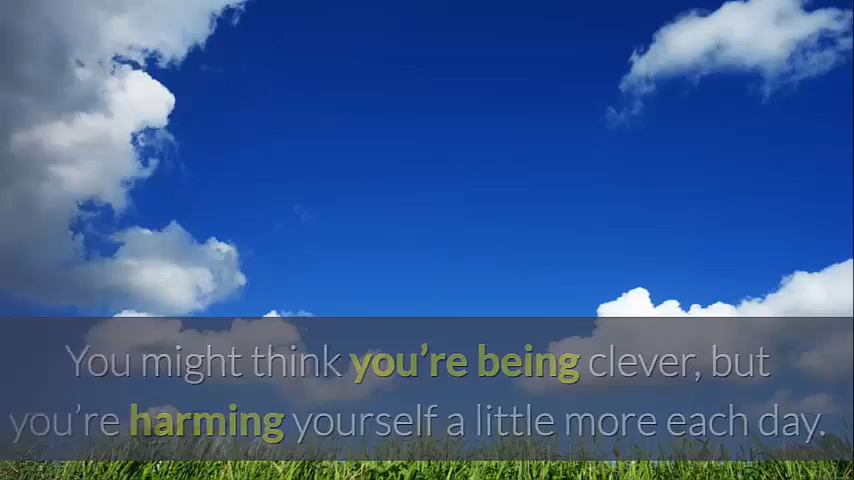 You might think you’re being clever, but
you’re harming yourself a little more each day.